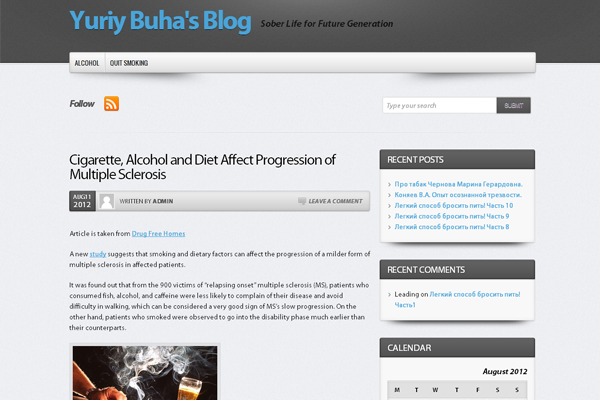 Yuriy Buha's Blog
Sober Life for Future Generation
ALCOHOL
QUIT SMOKING
Follow
Type your search
SUBMIT
Cigarette, Alcohol and Diet Affect Progression of
Multiple Sclerosis
AUG11
2012
WRITTEN BY ADMIN
LEAVE A COMMENT
Article is taken from Drug Free Homes
A new study suggests that smoking and dietary factors can affect the progression of a milder form of
multiple sclerosis in affected patients.
It was found out that from the 900 victims of "relapsing onset" multiple sclerosis (MS), patients who
consumed fish, alcohol, and caffeine were less likely to complain of their disease and avoid
difficulty in walking, which can be considered a very good sign of MS's slow progression. On the
other hand, patients who smoked were observed to go into the disability phase much earlier than
their counterparts.
RECENT POSTS
Про табак Чернова Марина Герардовна.
Коняев В.А. Опыт осознанной трезвости.
Легкий способ бросить пить! Часть 10
Легкий способ бросить пить! Часть 9
Легкий способ бросить пить! Часть 8
RECENT COMMENTS
Leading on Легкий способ бросить пить!
Часть1
CALENDAR
August 2012
M T W T F S S